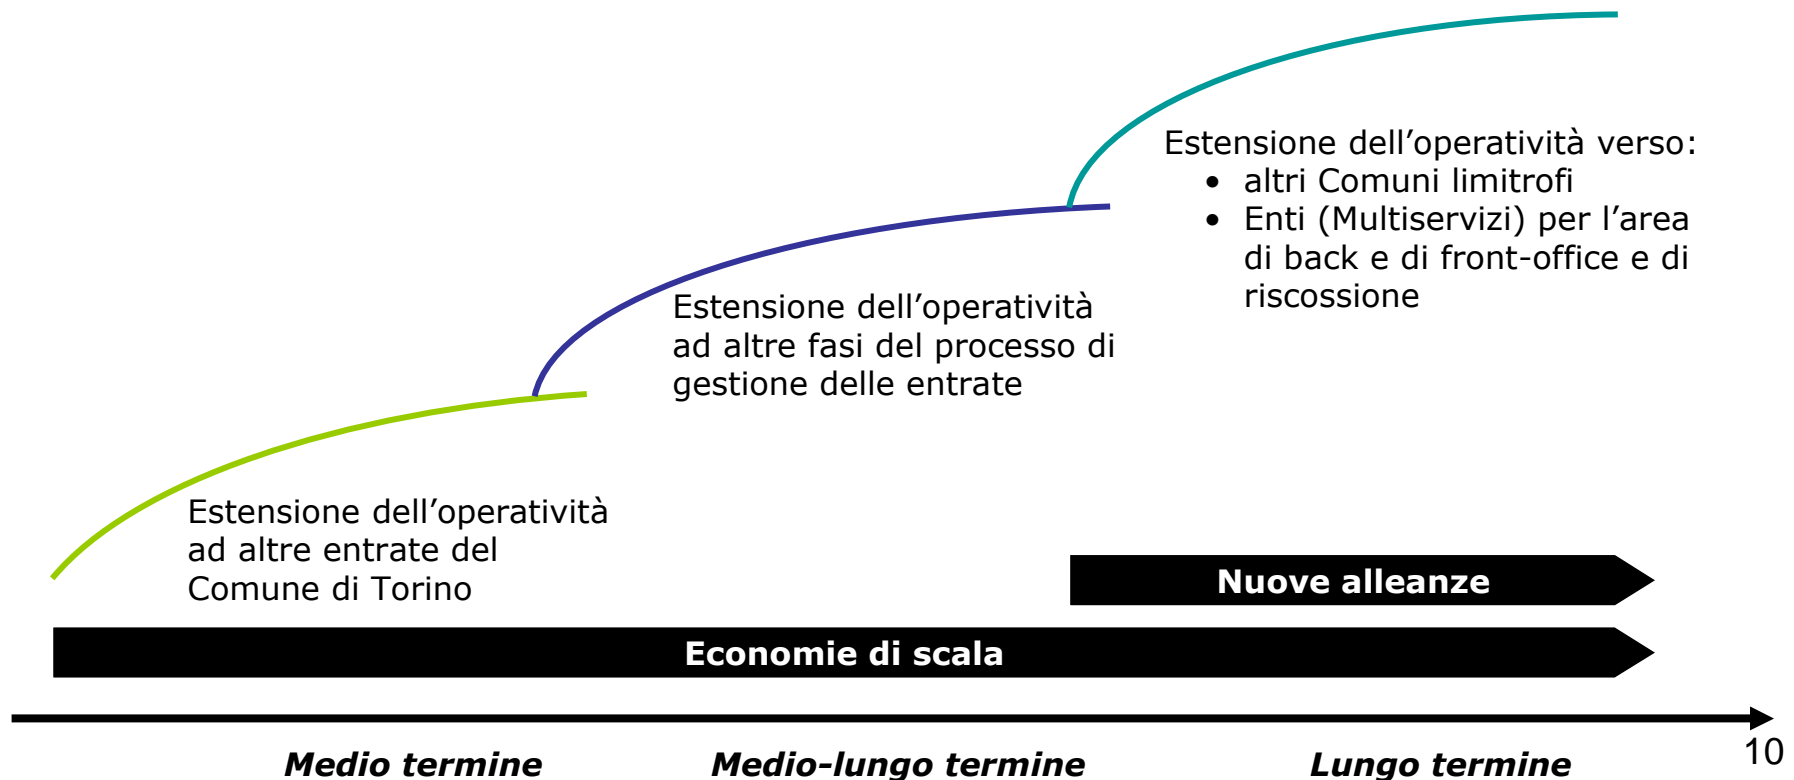 Estensione dell’operatività verso:
• altri Comuni limitrofi
• Enti (Multiservizi) per l’area
di back e di front-office e di
riscossione
Estensione dell’operatività
ad altre fasi del processo di
gestione delle entrate
Estensione dell’operatività
ad altre entrate del
Comune di Torino
Nuove alleanze
Economie di scala
Medio termine
Medio-lungo termine
Lungo termine
10